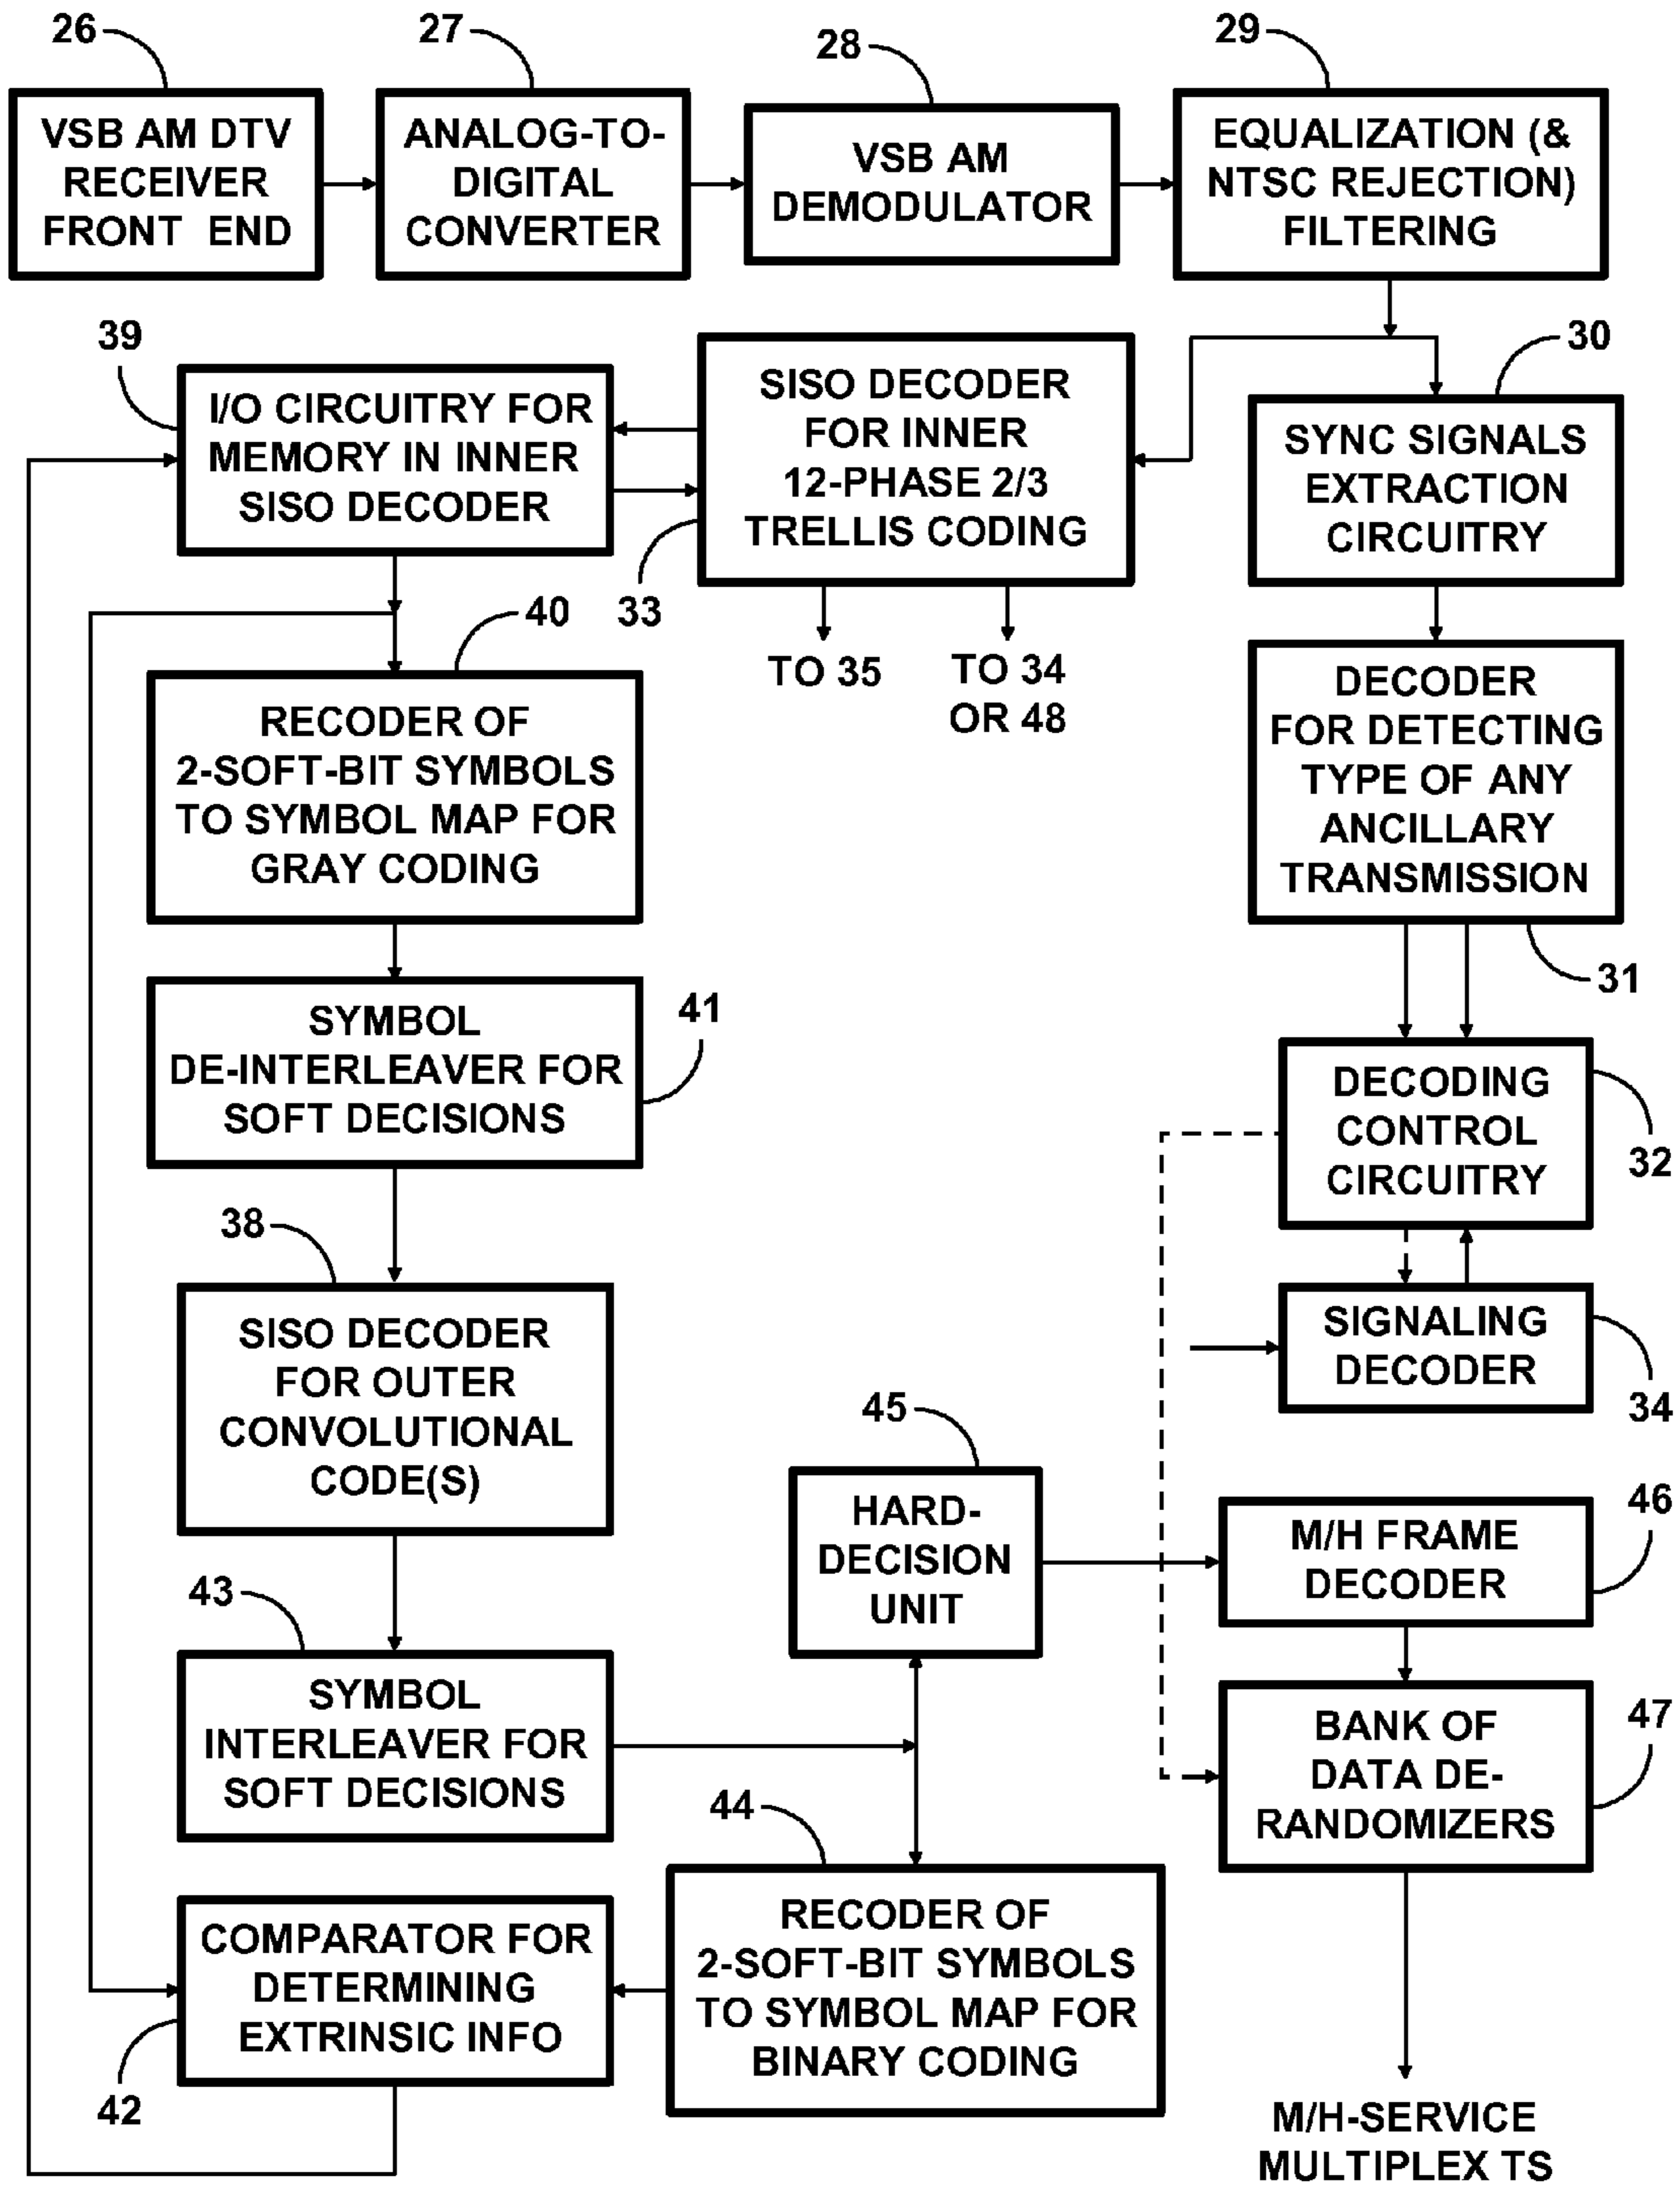 26
27
28
29
VSB AM DTV
RECEIVER
FRONT END
ANALOG-TO-
DIGITAL
CONVERTER
VSB AM
DEMODULATOR
EQUALIZATION (&
NTSC REJECTION)
FILTERING
39
I/O CIRCUITRY FOR
MEMORY IN INNER
SISO DECODER
SISO DECODER
FOR INNER
12-PHASE 2/3
TRELLIS CODING
33
30
SYNC SIGNALS
EXTRACTION
CIRCUITRY
TO 35
TO 34
OR 48
40
RECODER OF
2-SOFT-BIT SYMBOLS
TO SYMBOL MAP FOR
GRAY CODING
DECODER
FOR DETECTING
TYPE OF ANY
ANCILLARY
TRANSMISSION
31
SYMBOL
DE-INTERLEAVER FOR
SOFT DECISIONS
41
DECODING
CONTROL
CIRCUITRY
32
38
SISO DECODER
FOR OUTER
CONVOLUTIONAL
CODE(S)
SIGNALING
DECODER
34
45
HARD-
DECISION
UNIT
M/H FRAME
DECODER
46
43
SYMBOL
INTERLEAVER FOR
SOFT DECISIONS
BANK OF
DATA DE-
RANDOMIZERS
47
44
RECODER OF
2-SOFT-BIT SYMBOLS
TO SYMBOL MAP FOR
BINARY CODING
COMPARATOR FOR
DETERMINING
EXTRINSIC INFO
42
M/H-SERVICE
MULTIPLEX TS